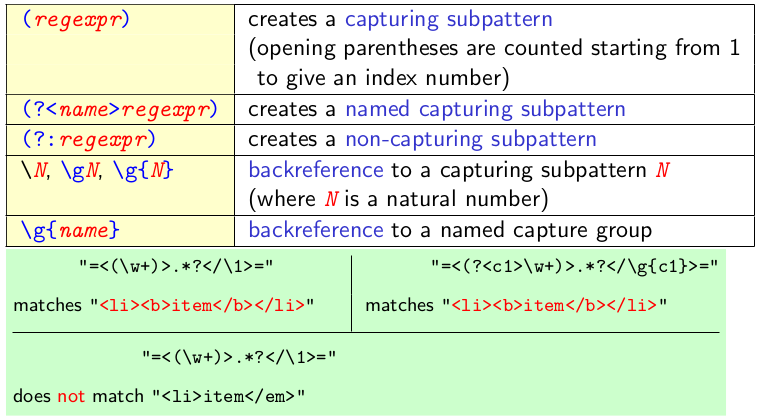 (regexpr) creates a capturing subpattern
(opening parentheses are counted starting from 1
to give an index number)
(?<name>regexpr) creates a named capturing subpattern
(?:regexpr) creates a non-capturing subpattern
\N, \gN, \g{N} backreference to a capturing subpattern N
(where N is a natural number)
\g{name} backreference to a named capture group
"=<(\w+)>.*?</\1>="
matches "<li><b>item</b></li>"
"=<(?<c1>\w+)>.*?</\g{c1}>="
matches "<li><b>item</b></li>"
"=<(\w+)>.*?</\1>="
does not match "<li>item</em>"